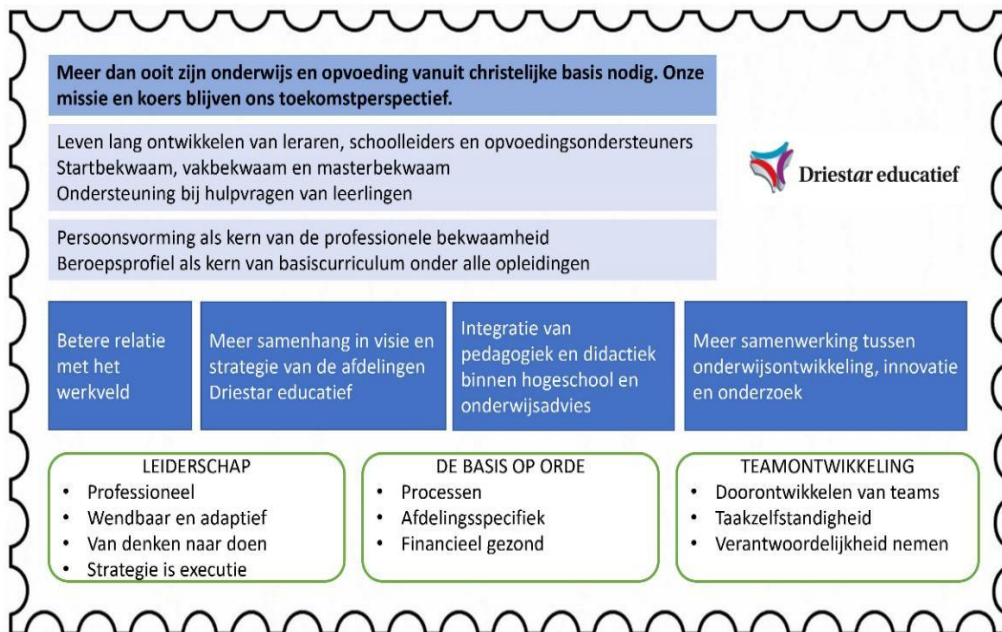 Meer dan ooit zijn onderwijs en opvoeding vanuit christelijke basis nodig. Onze
missie en koers blijven ons toekomstperspectief.
Leven lang ontwikkelen van leraren, schoolleiders en opvoedingsondersteuners
Startbekwaam, vakbekwaam en masterbekwaam
Ondersteuning bij hulpvragen van leerlingen
Driestar educatief
Persoonsvorming als kern van de professionele bekwaamheid
Beroepsprofiel als kern van basiscurriculum onder alle opleidingen
Betere relatie
met het
werkveld
Meer samenhang in visie en
strategie van de afdelingen
Driestar educatief
Integratie van
pedagogiek en didactiek
binnen hogeschool en
onderwijsadvies
Meer samenwerking tussen
onderwijsontwikkeling, innovatie
en onderzoek
LEIDERSCHAP
• Professioneel
• Wendbaar en adaptief
• Van denken naar doen
• Strategie is executie
DE BASIS OP ORDE
• Processen
• Afdelingsspecifiek
• Financieel gezond
TEAMONTWIKKELING
• Doorontwikkelen van teams
• Taakzelfstandigheid
• Verantwoordelijkheid nemen